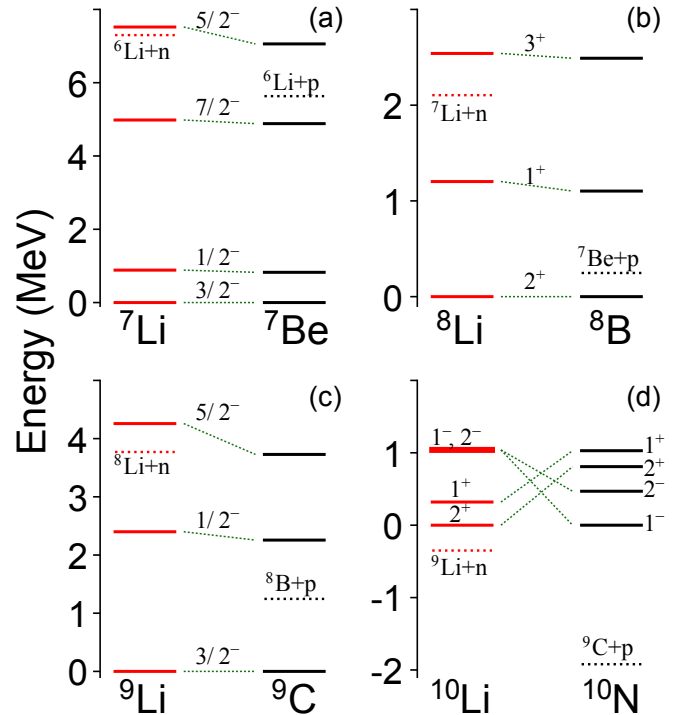 Energy (MeV)
(a)
6
4
2
0
5/2⁻
⁶Li+n
⁶Li+p
7/2⁻
1/2⁻
3/2⁻
⁷Li
⁷Be
(b)
2
1
0
3⁺
⁷Li+n
1⁺
⁷Be+p
2⁺
⁸Li
⁸B
(c)
4
2
0
5/2⁻
⁸Li+n
1/2⁻
⁸B+p
3/2⁻
⁹Li
⁹C
(d)
1
0
-1
-2
1⁻, 2⁻
1⁺
2⁺
⁹Li+n
1⁺
2⁺
2⁻
1⁻
⁹C+p
¹⁰Li
¹⁰N